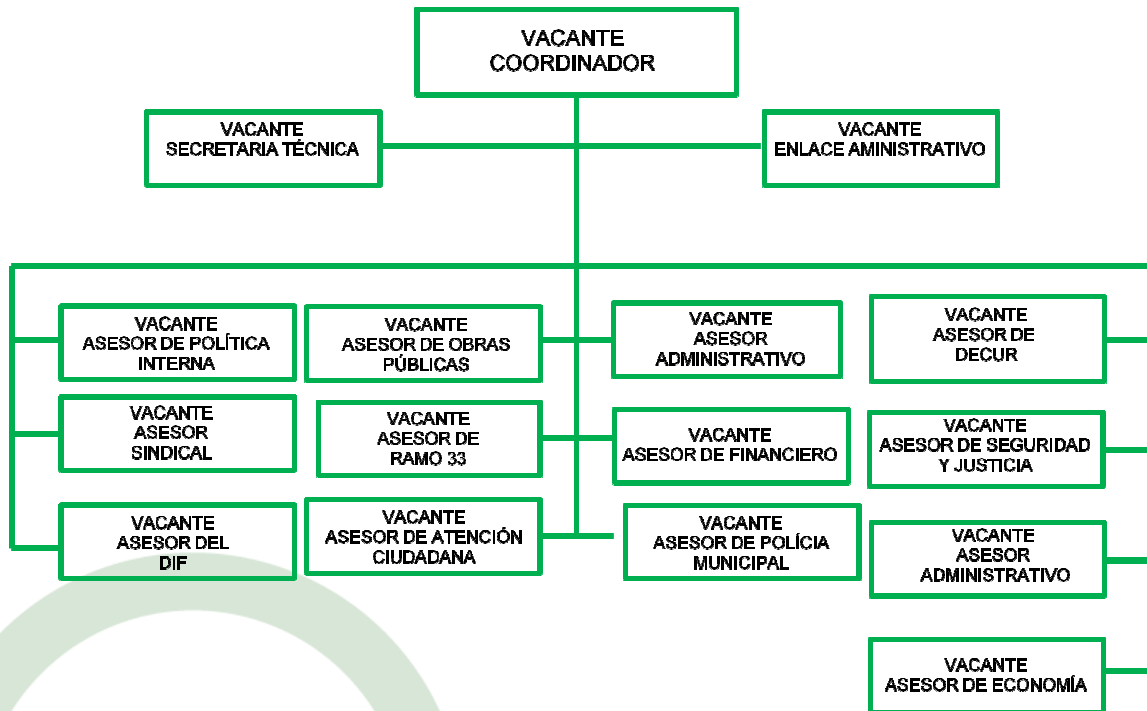 VACANTE
COORDINADOR
VACANTE
SECRETARIA TÉCNICA
VACANTE
ENLACE AMINISTRATIVO
VACANTE
ASESOR DE POLÍTICA
INTERNA
VACANTE
ASESOR DE OBRAS
PÚBLICAS
VACANTE
ASESOR
ADMINISTRATIVO
VACANTE
ASESOR DE
DECUR
VACANTE
ASESOR
SINDICAL
VACANTE
ASESOR DE
RAMO 33
VACANTE
ASESOR DE FINANCIERO
VACANTE
ASESOR DE SEGURIDAD
Y JUSTICIA
VACANTE
ASESOR DEL
DIF
VACANTE
ASESOR DE ATENCIÓN
CIUDADANA
VACANTE
ASESOR DE POLÍCIA
MUNICIPAL
VACANTE
ASESOR
ADMINISTRATIVO
VACANTE
ASESOR DE ECONOMÍA